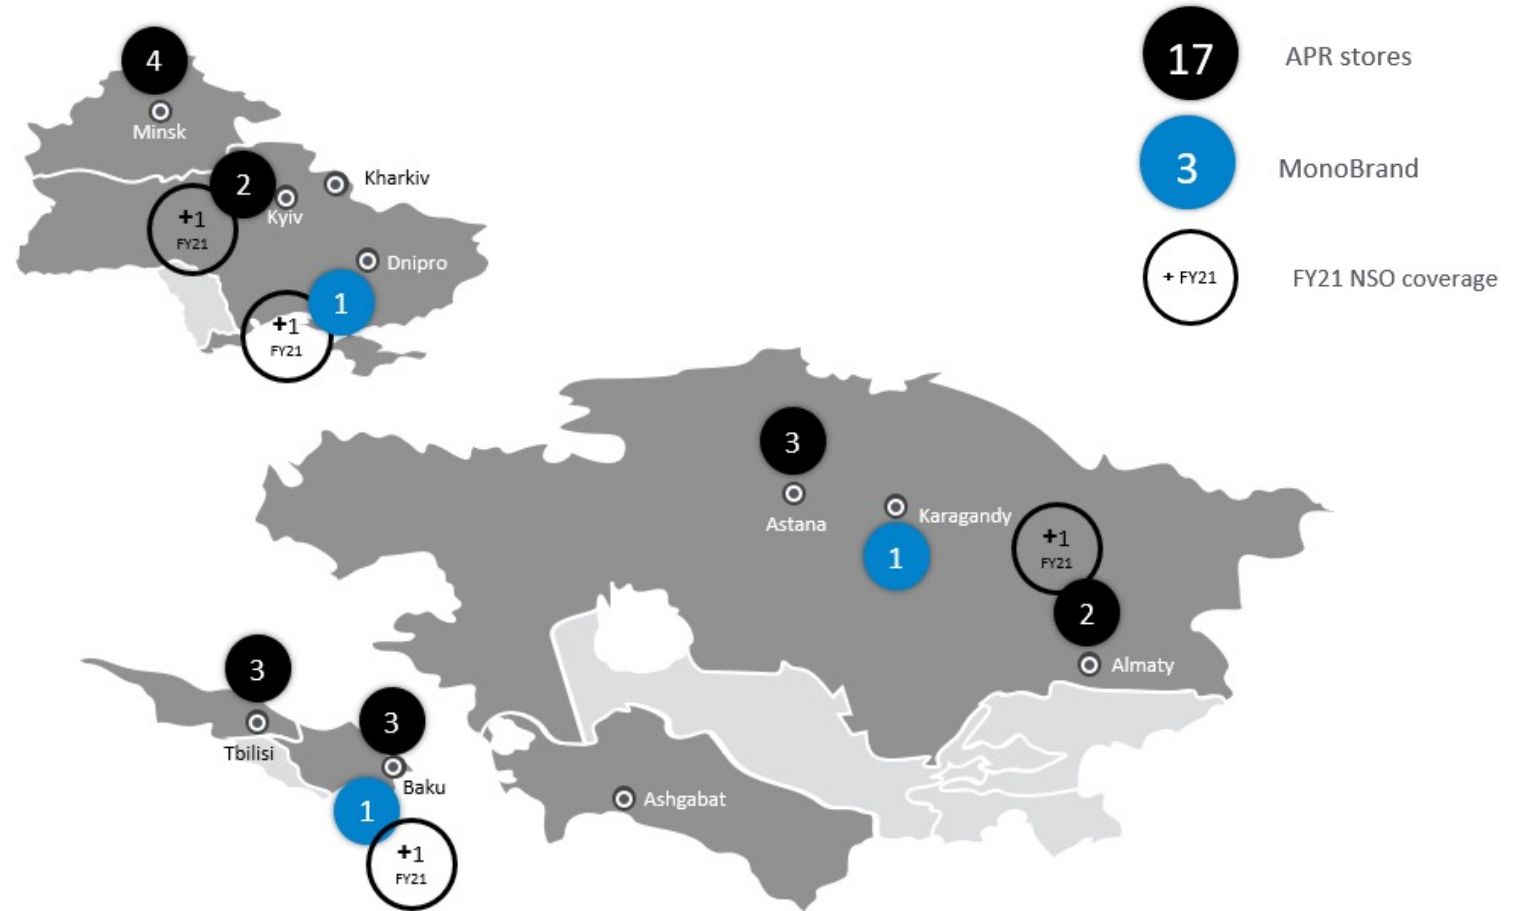 4
Minsk
2
Kyiv
Kharkiv
+1
FY21
Dnipro
1
+1
FY21
17
APR stores
3
MonoBrand
+ FY21
FY21 NSO coverage
3
Astana
Karagandy
1
+1
FY21
2
Almaty
3
Tbilisi
3
Baku
1
+1
FY21
Ashgabat